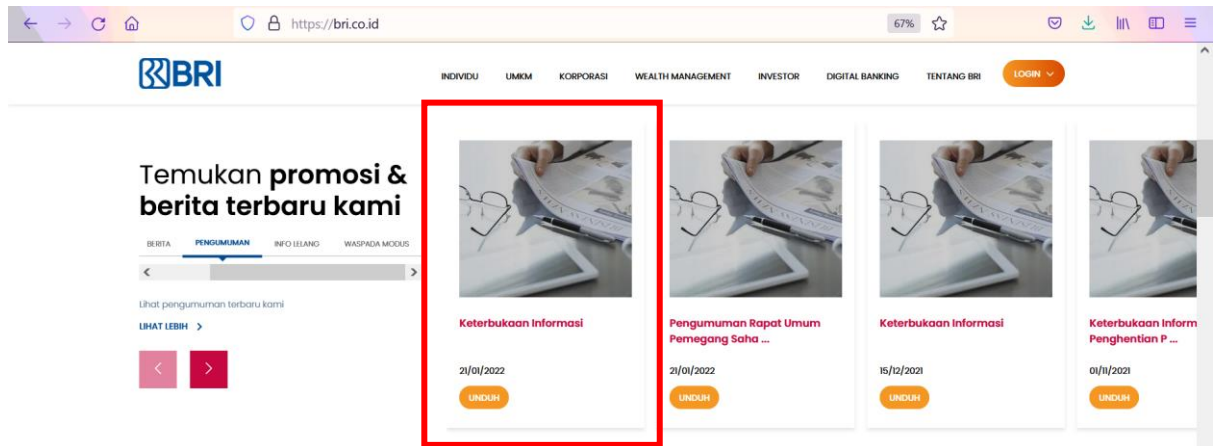 https://bri.co.id
67%
BRI
INDIVIDU UMKM KORPORASI WEALTH MANAGEMENT INVESTOR DIGITAL BANKING TENTANG BRI LOGIN
Temukan promosi &
berita terbaru kami
BERITA PENGUMUMAN INFO LELANG WASPADA MODUS
Lihat pengumuman terbaru kami
LIHAT LEBIH
Keterbukaan Informasi
21/01/2022
UNDUH
Pengumuman Rapat Umum
Pemegang Saha ...
21/01/2022
UNDUH
Keterbukaan Informasi
15/12/2021
UNDUH
Keterbukaan Inform
Penghentian P ...
01/11/2021
UNDUH